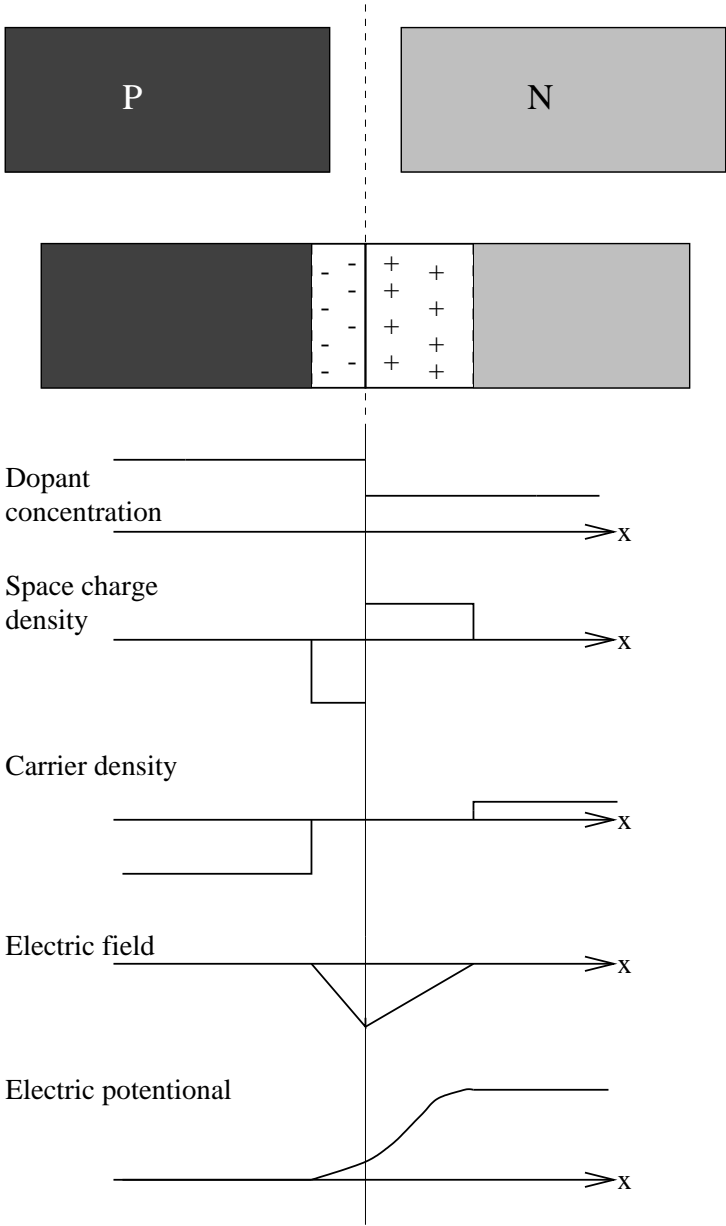 P N
- - + +
- - + +
- - + +
- - + +
- +
Dopant
concentration
x
Space charge
density
x
Carrier density
x
Electric field
x
Electric potentional
x